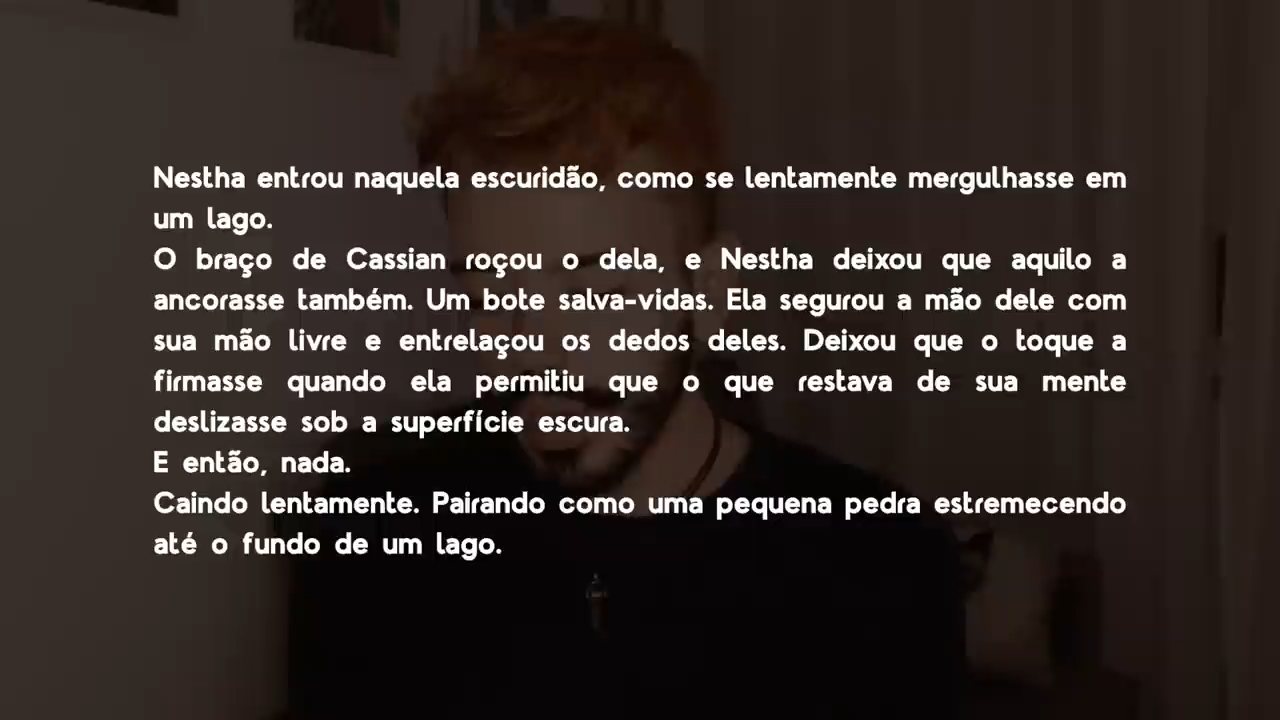 Nestha entrou naquela escuridão, como se lentamente mergulhasse em
um lago.
O braço de Cassian roçou o dela, e Nestha deixou que aquilo a
ancorasse também. Um bote salva-vidas. Ela segurou a mão dele com
sua mão livre e entrelaçou os dedos deles. Deixou que o toque a
firmasse quando ela permitiu que o que restava de sua mente
deslizasse sob a superfície escura.
E então, nada.
Caindo lentamente. Pairando como uma pequena pedra estremecendo
até o fundo de um lago.